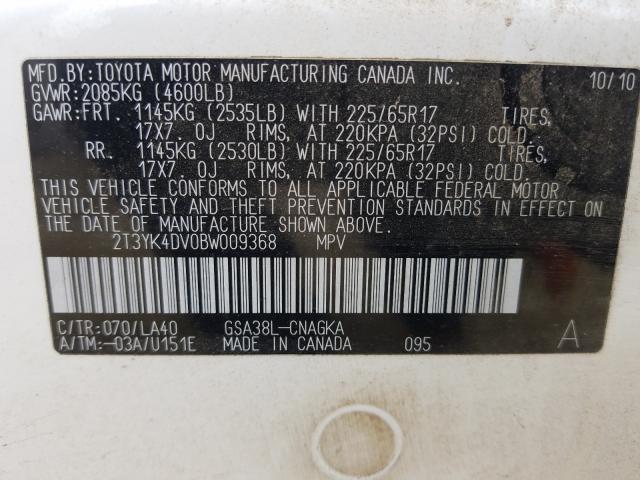 MFD.BY:TOYOTA MOTOR MANUFACTURING CANADA INC. 10/10
GVWR:2085KG (4600LB)
GAWR:FRT. 1145KG (2535LB) WITH 225/65R17 TIRES,
17X7. 0J RIMS, AT 220KPA (32PSI) COLD.
RR. 1145KG (2530LB) WITH 225/65R17 TIRES,
17X7 0J RIMS, AT 220KPA (32PSI) COLD.
THIS VEHICLE CONFORMS TO ALL APPLICABLE FEDERAL MOTOR
VEHICLE SAFETY AND THEFT PREVENTION STANDARDS IN EFFECT ON
THE DATE OF MANUFACTURE SHOWN ABOVE.
2T3YK4DV0BW009368 MPV
C/TR:070/LA40 GSA38L-CNAGKA A
A/TM:-03A/U151E MADE IN CANADA 095